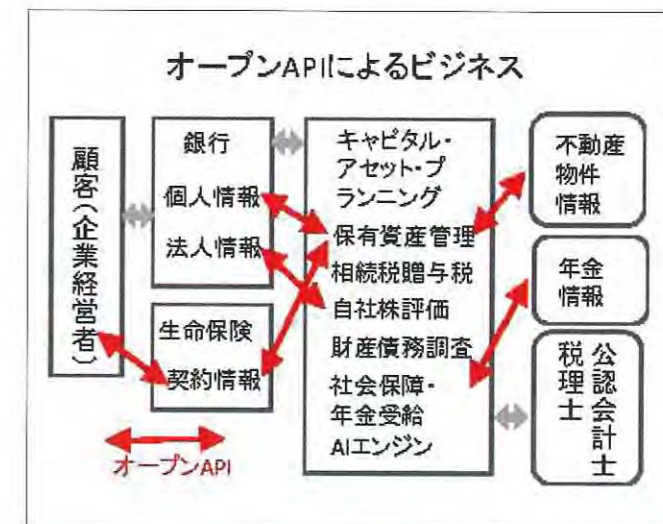 オープンAPIによるビジネス
顧客(企業経営者)
銀行
個人情報
法人情報
生命保険
契約情報
オープンAPI
キャピタル・
アセット・プ
ランニング
保有資産管理
相続税贈与税
自社株評価
財産債務調査
社会保障・
年金受給
AIエンジン
不動産
物件
情報
年金
情報
公認会計士
税理士